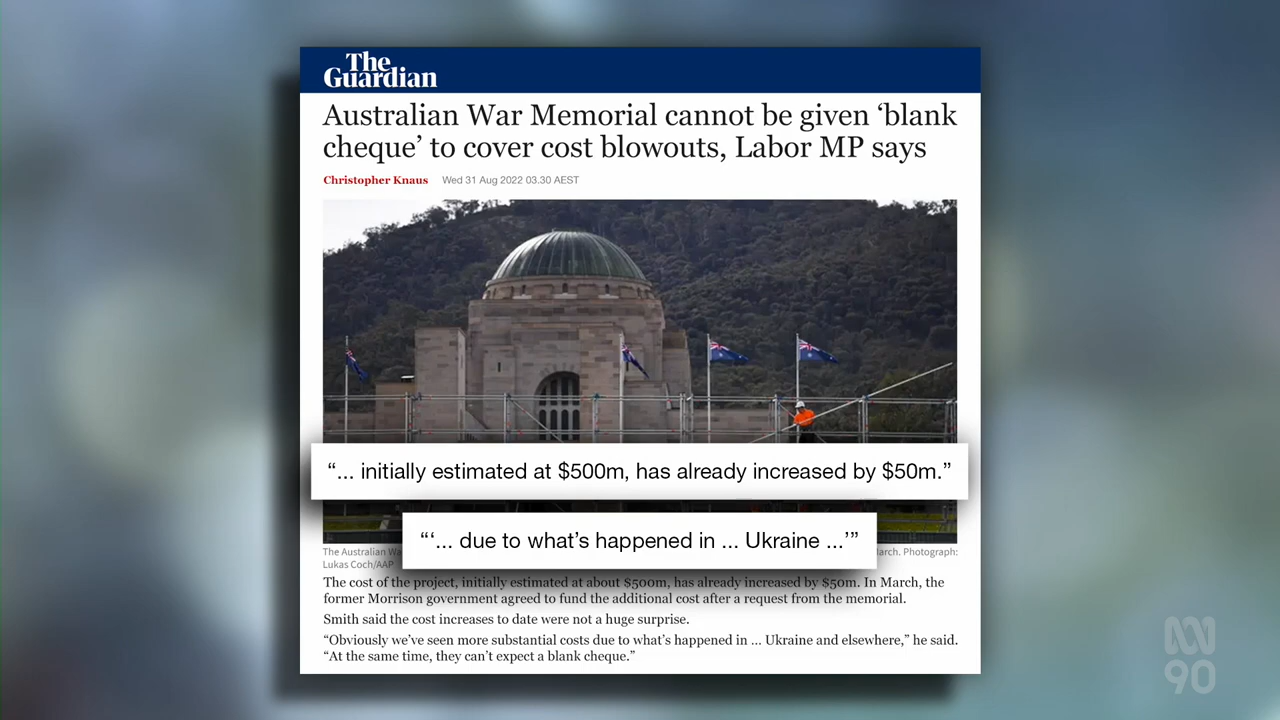 The
Guardian
Australian War Memorial cannot be given ‘blank
cheque’ to cover cost blowouts, Labor MP says
Christopher Knaus Wed 31 Aug 2022 03.30 AEST
“... initially estimated at $500m, has already increased by $50m.”
“‘... due to what’s happened in ... Ukraine ...’”
The Australian Wa
arch. Photograph:
Lukas Coch/AAP
The cost of the project, initially estimated at about $500m, has already increased by $50m. In March, the
former Morrison government agreed to fund the additional cost after a request from the memorial.
Smith said the cost increases to date were not a huge surprise.
“Obviously we’ve seen more substantial costs due to what’s happened in ... Ukraine and elsewhere,” he said.
“At the same time, they can’t expect a blank cheque.”
90